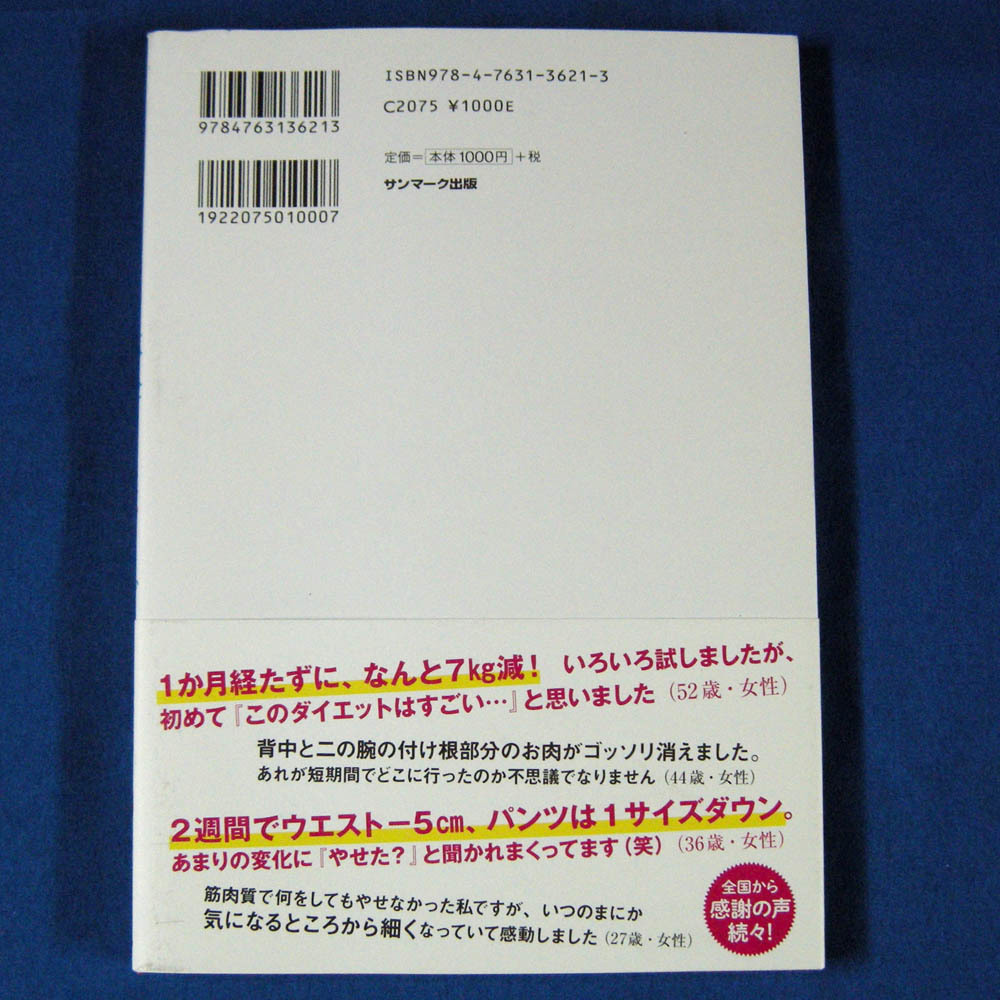 ISBN978-4-7631-3621-3
C2075 ¥1000E
9784763136213
定価＝本体1000円＋税
サンマーク出版
1922075010007
1か月経たずに、なんと7kg減！ いろいろ試しましたが、
初めて『このダイエットはすごい…』と思いました（52歳・女性）
背中と二の腕の付け根部分のお肉がゴッソリ消えました。
あれが短期間でどこに行ったのか不思議でなりません（44歳・女性）
2週間でウエスト−5cm、パンツは1サイズダウン。
あまりの変化に『やせた？』と聞かれまくってます（笑）（36歳・女性）
筋肉質で何をしてもやせなかった私ですが、いつのまにか
気になるところから細くなっていて感動しました（27歳・女性）
全国から
感謝の声
続々！